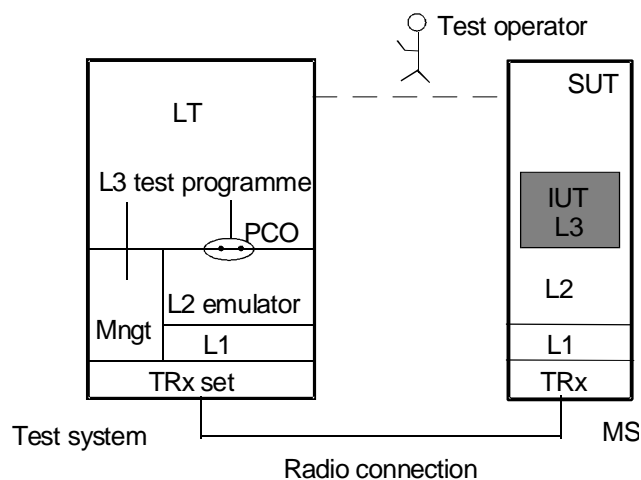 Test operator
LT
SUT
L3 test programme
PCO
IUT
L3
L2 emulator
L2
Mngt
L1
L1
TRx set
TRx
Test system
MS
Radio connection